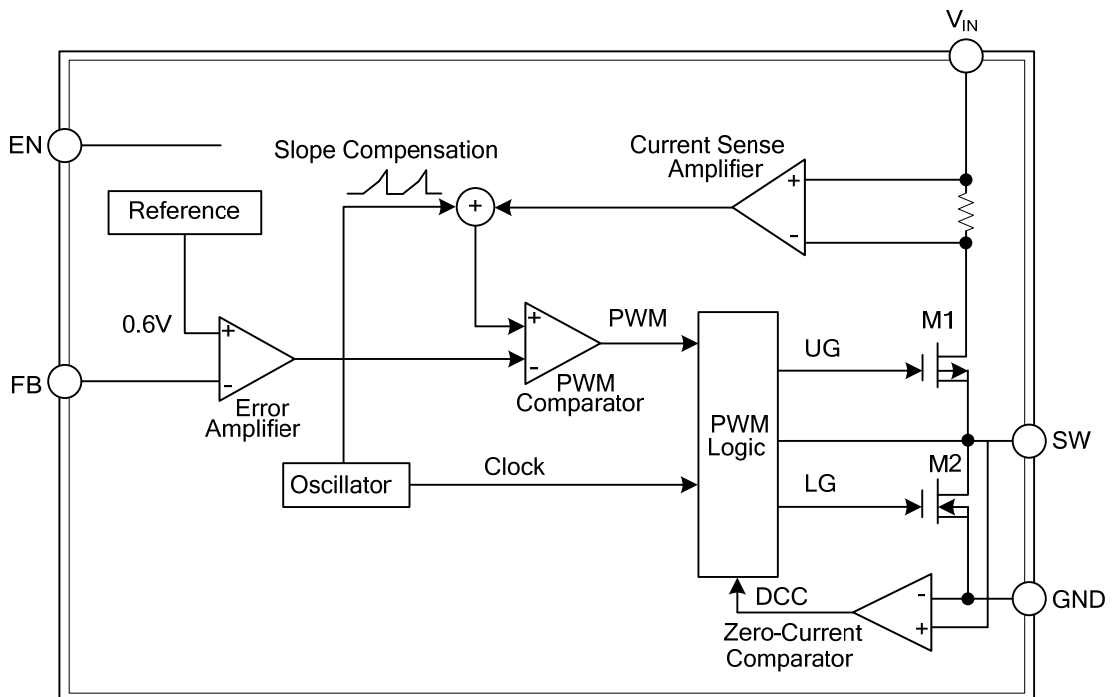 VIN
EN
Slope Compensation
Current Sense
Amplifier
Reference
+
+
-
0.6V
+
-
FB
Error
Amplifier
+
-
PWM
Comparator
PWM
PWM
Logic
UG
M1
SW
M2
LG
Oscillator
Clock
DCC
-
+
GND
Zero-Current
Comparator